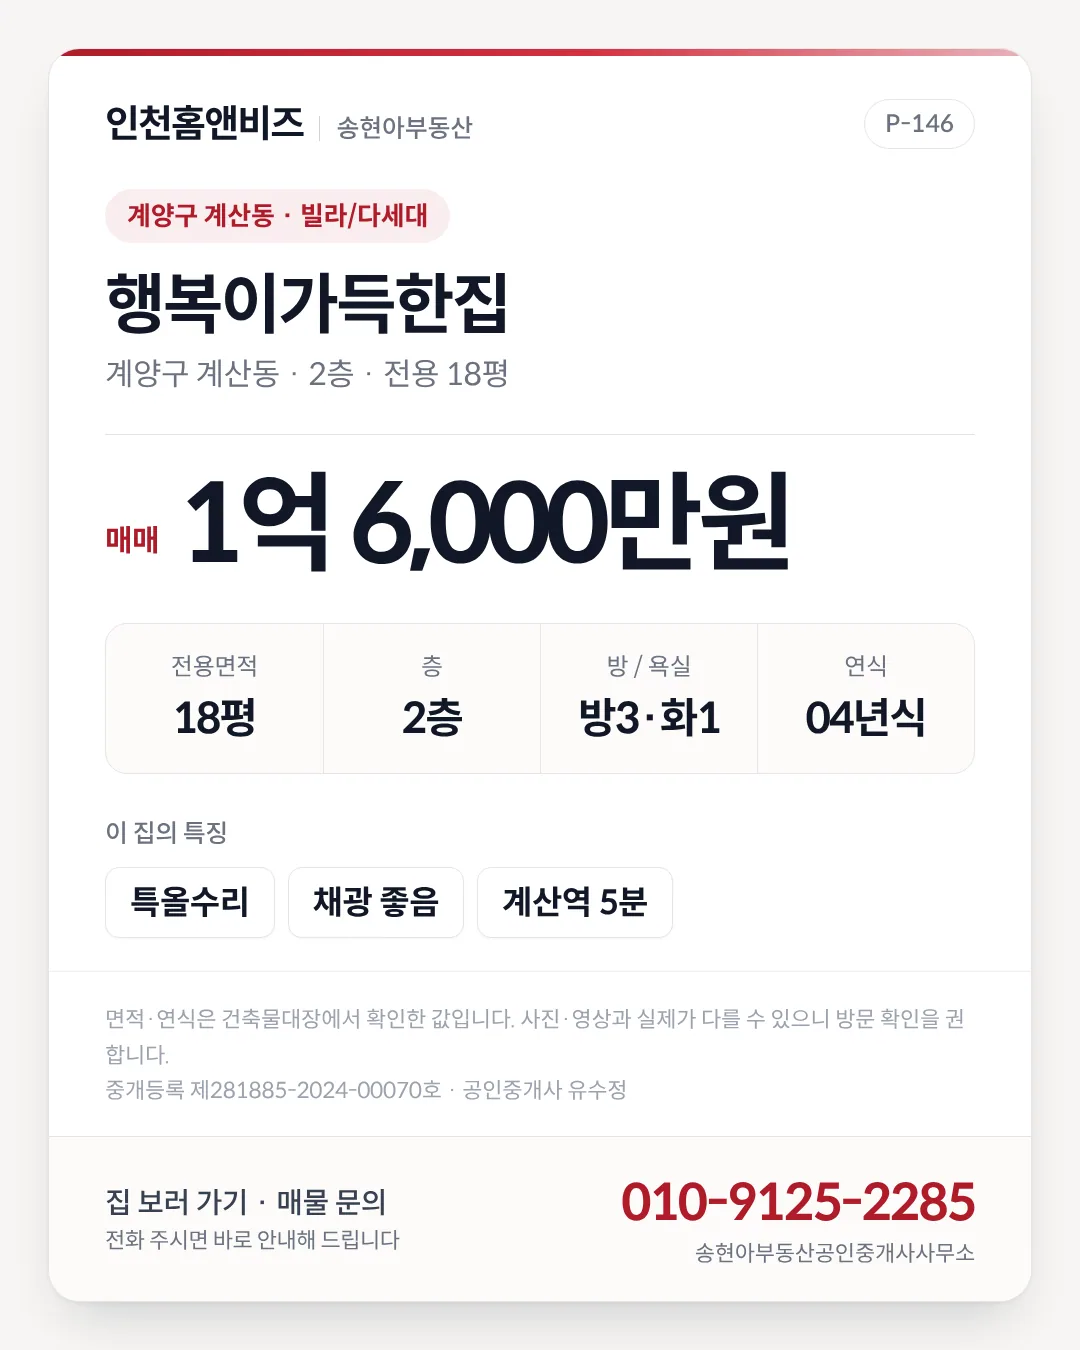 인천홈앤비즈 | 송현아부동산
P-146
계양구 계산동 · 빌라/다세대
행복이가득한집
계양구 계산동 · 2층 · 전용 18평
매매 1억 6,000만원
전용면적
18평
층
2층
방 / 욕실
방3·화1
연식
04년식
이 집의 특징
특올수리
채광 좋음
계산역 5분
면적·연식은 건축물대장에서 확인한 값입니다. 사진·영상과 실제가 다를 수 있으니 방문 확인을 권
합니다.
중개등록 제281885-2024-00070호 · 공인중개사 유수정
집 보러 가기 · 매물 문의
전화 주시면 바로 안내해 드립니다
010-9125-2285
송현아부동산공인중개사사무소